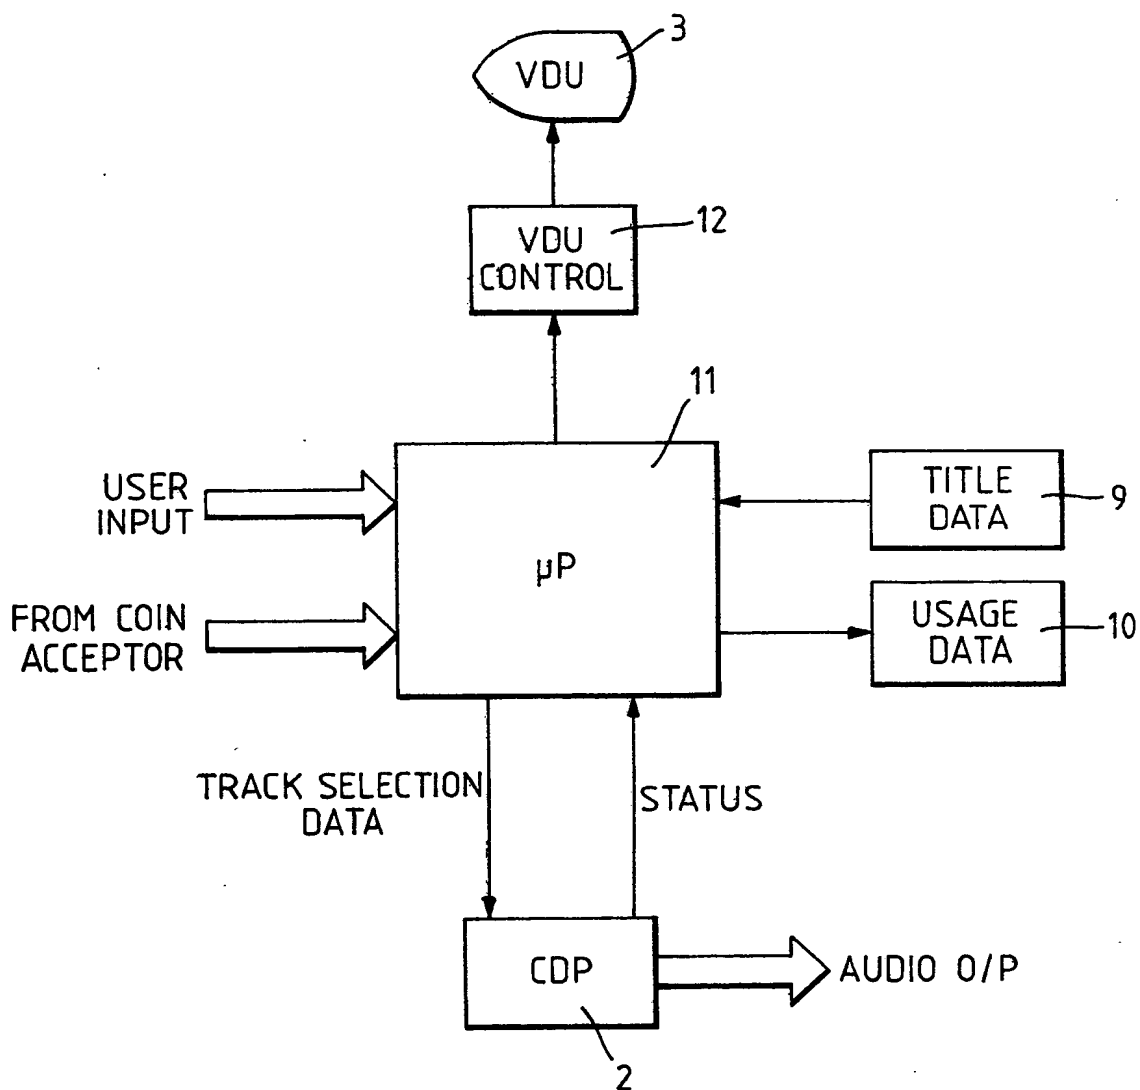 3
VDU
12
VDU
CONTROL
11
USER
INPUT
TITLE
DATA
9
µP
FROM COIN
ACCEPTOR
USAGE
DATA
10
TRACK SELECTION
DATA
STATUS
CDP
AUDIO O/P
2